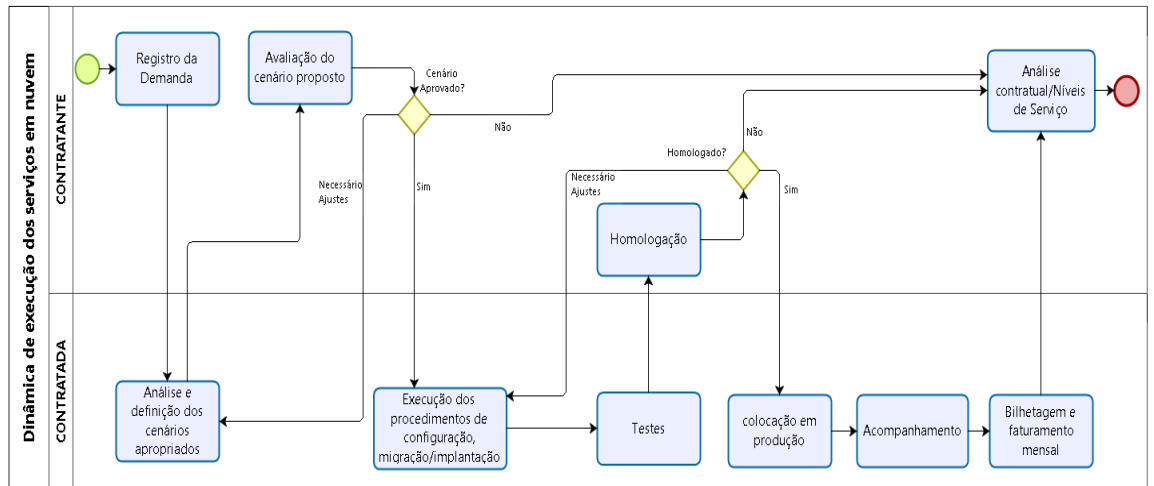 Dinâmica de execução dos serviços em nuvem
CONTRATANTE
Registro da
Demanda
Avaliação do
cenário proposto
Cenário
Aprovado?
Não
Necessário
Ajustes
Sim
Homologado?
Não
Necessário
Ajustes
Sim
Homologação
Análise
contratual/Níveis
de Serviço
CONTRATADA
Análise e
definição dos
cenários
apropriados
Execução dos
procedimentos de
configuração,
migração/implantação
Testes
colocação em
produção
Acompanhamento
Bilhetagem e
faturamento
mensal